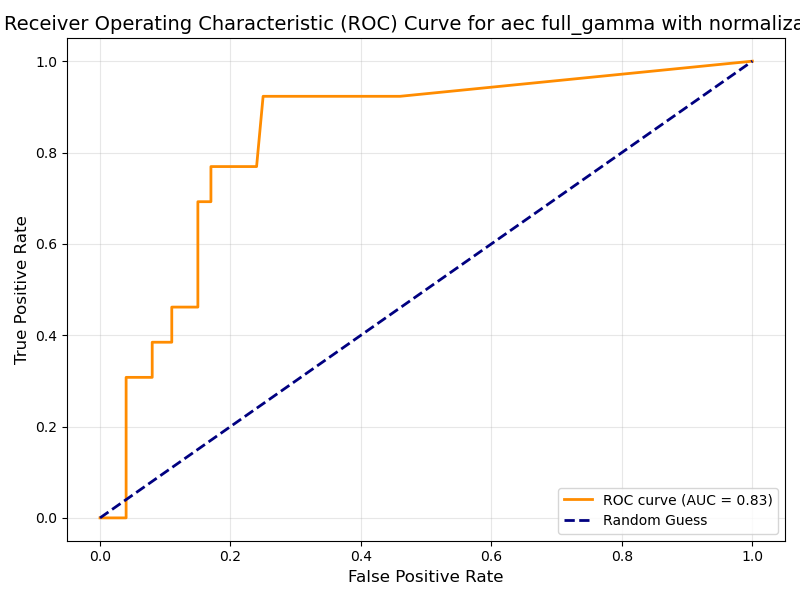 Receiver Operating Characteristic (ROC) Curve for aec full_gamma with normaliza
1.0
0.8
0.6
0.4
0.2
0.0
True Positive Rate
0.0 0.2 0.4 0.6 0.8 1.0
False Positive Rate
ROC curve (AUC = 0.83)
Random Guess